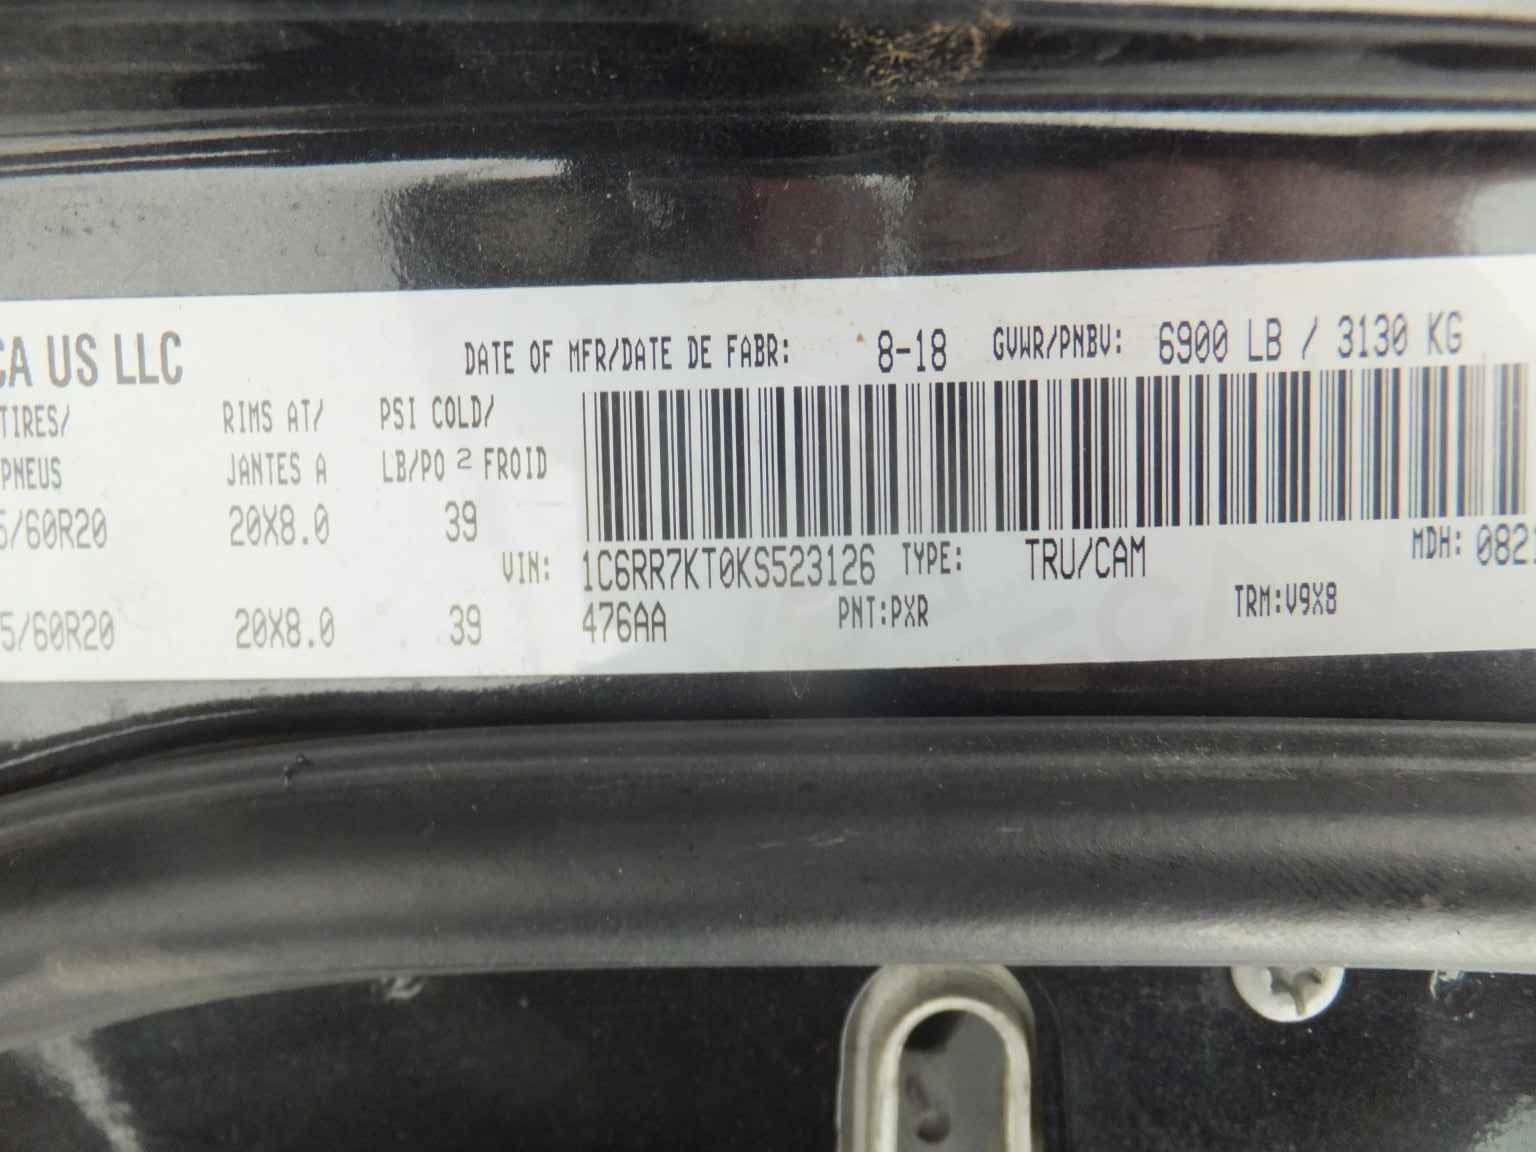 CA US LLC
DATE OF MFR/DATE DE FABR: 8-18 GVWR/PNBV: 6900 LB / 3130 KG
TIRES/ RIMS AT/ PSI COLD/
PNEUS JANTES A LB/PO 2 FROID
5/60R20 20X8.0 39
VIN: 1C6RR7KT0KS523126 TYPE: TRU/CAM MDH: 0821
5/60R20 20X8.0 39 476AA PNT:PXR TRM:V9X8